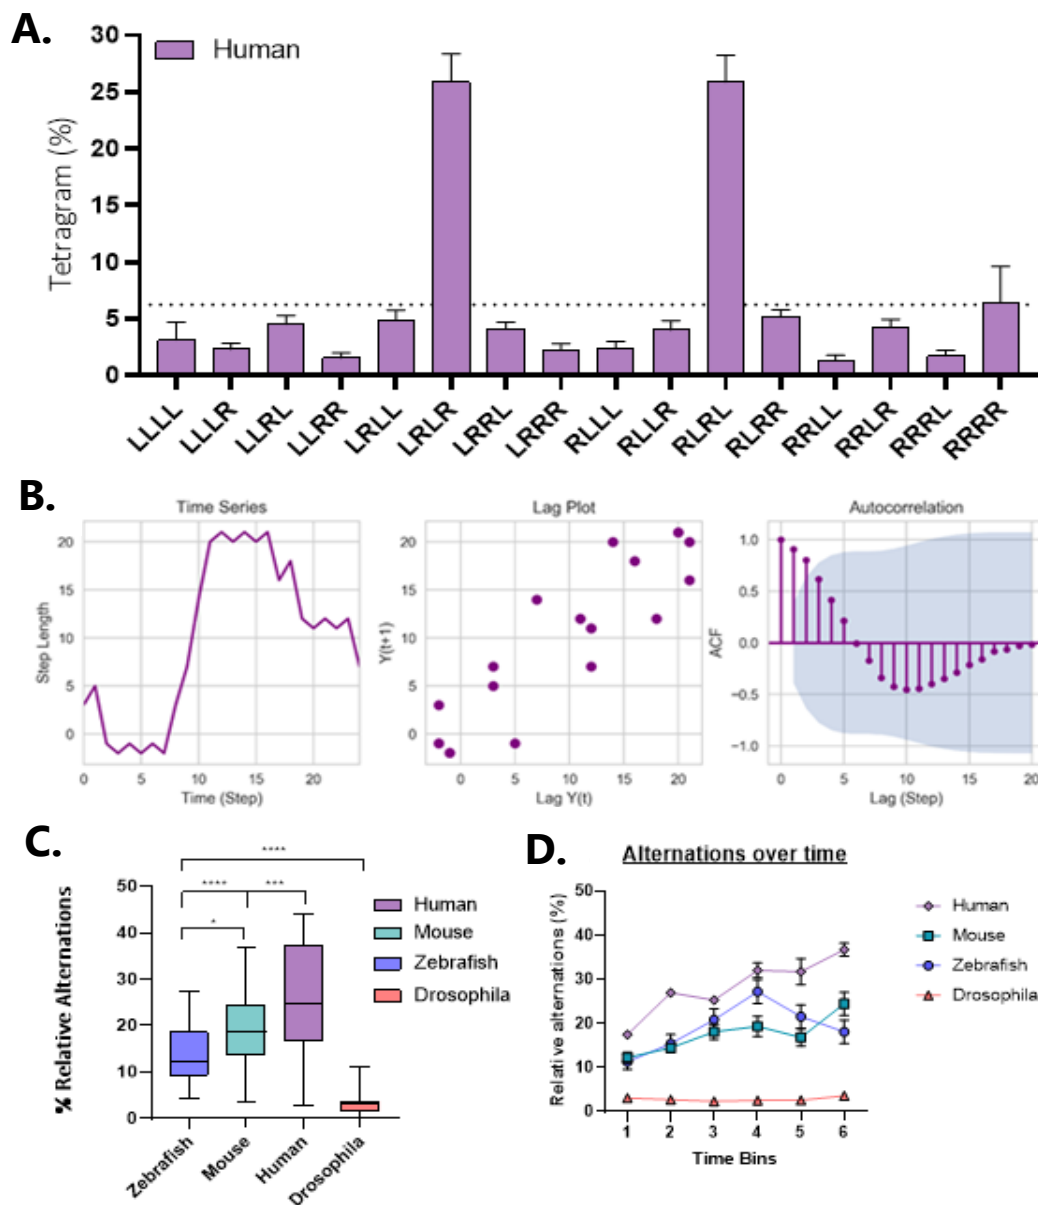 A.
Human
Tetragram (%)
30
25
20
15
10
5
0
LLLL
LLLR
LLRL
LLRR
LRLL
LRLR
LRRL
LRRR
RLLL
RLLR
RLRL
RLRR
RRLL
RRLR
RRRL
RRRR
B.
Time Series
Step Length
20
15
10
5
0
0 5 10 15 20
Time (Step)
Lag Plot
Y(t+1)
20
15
10
5
0
0 5 10 15 20
Lag Y(t)
Autocorrelation
ACF
1.0
0.5
0.0
−0.5
−1.0
0 5 10 15 20
Lag (Step)
C.
% Relative Alternations
50
40
30
20
10
0
****
**** ***
*
Zebrafish
Mouse
Human
Drosophila
Human
Mouse
Zebrafish
Drosophila
D.
Alternations over time
Relative alternations (%)
50
40
30
20
10
0
1 2 3 4 5 6
Time Bins
Human
Mouse
Zebrafish
Drosophila